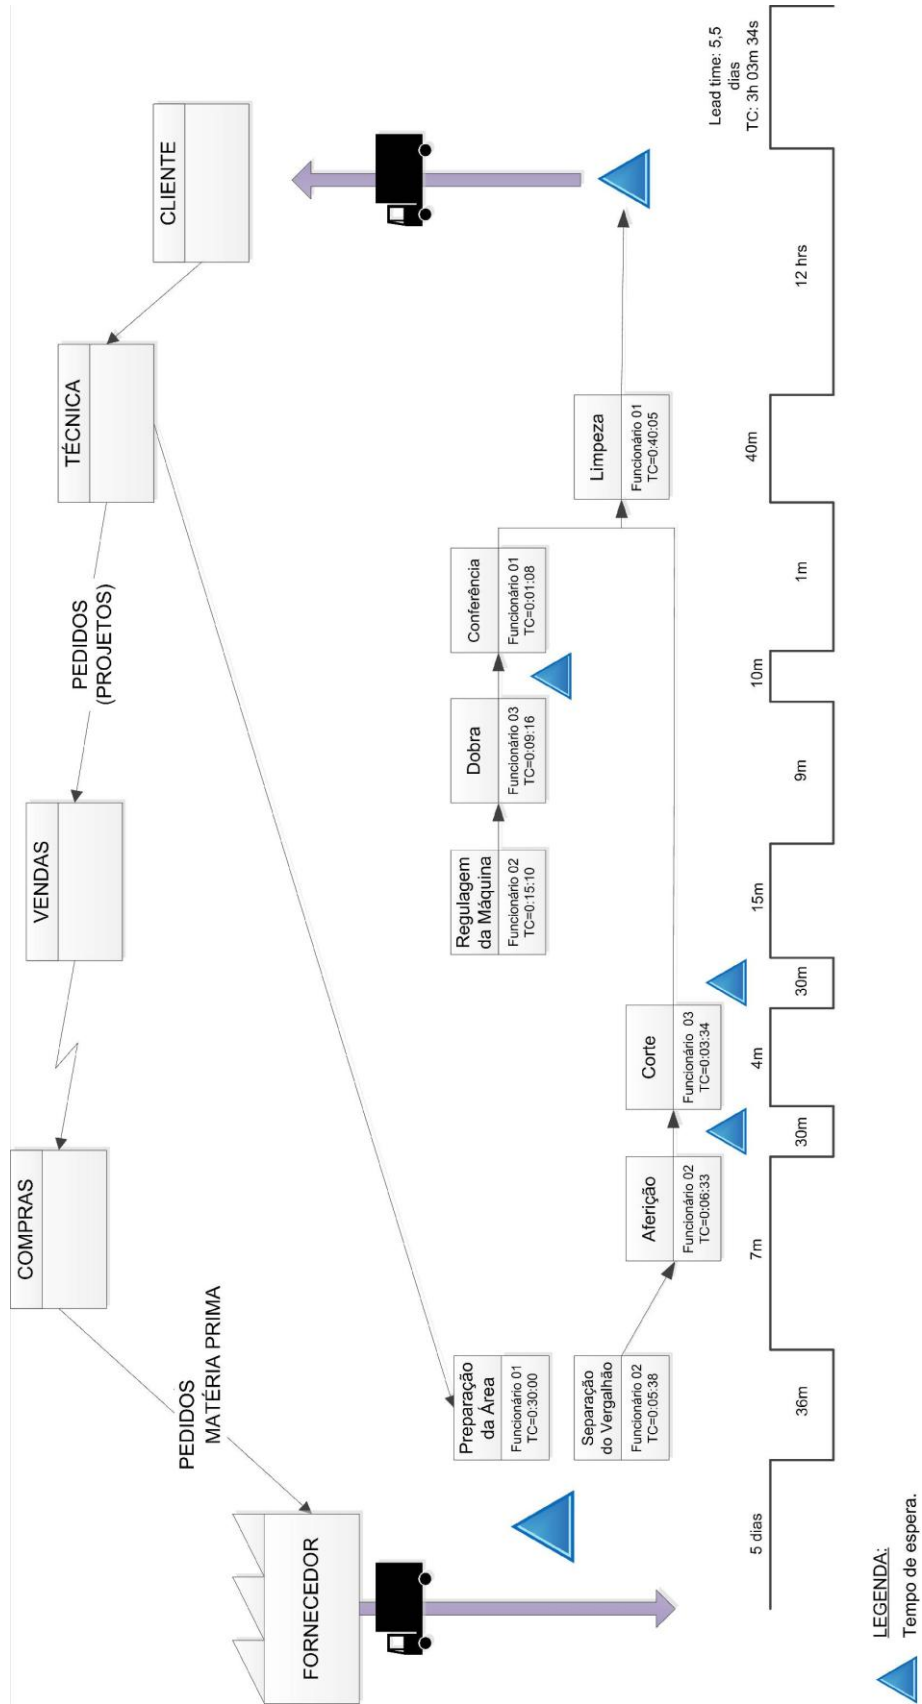 COMPRAS
VENDAS
TÉCNICA
CLIENTE
PEDIDOS
(PROJETOS)
PEDIDOS
MATÉRIA PRIMA
FORNECEDOR
Preparação
da Área
Funcionário 01
TC=0:30:00
Separação
do Vergalhão
Funcionário 02
TC=0:05:38
Aferição
Funcionário 02
TC=0:06:33
Corte
Funcionário 03
TC=0:03:34
Regulagem
da Máquina
Funcionário 02
TC=0:15:10
Dobra
Funcionário 03
TC=0:09:16
Conferência
Funcionário 01
TC=0:01:08
Limpeza
Funcionário 01
TC=0:40:05
5 dias
36m
7m
30m
4m
30m
15m
9m
10m
1m
40m
12 hrs
Lead time: 5,5
dias
TC: 3h 03m 34s
LEGENDA:
Tempo de espera.